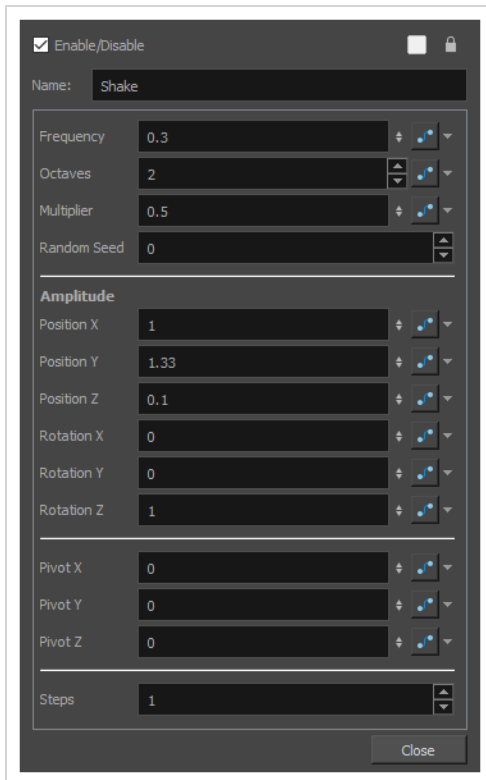 Enable/Disable
Name: Shake
Frequency 0.3
Octaves 2
Multiplier 0.5
Random Seed 0
Amplitude
Position X 1
Position Y 1.33
Position Z 0.1
Rotation X 0
Rotation Y 0
Rotation Z 1
Pivot X 0
Pivot Y 0
Pivot Z 0
Steps 1
Close